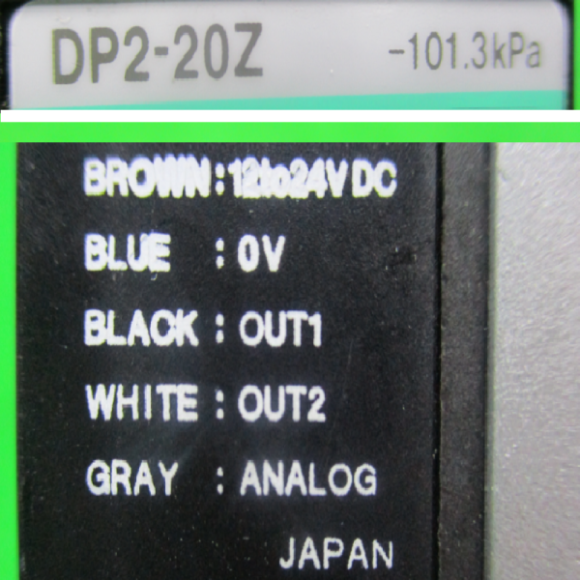 DP2-20Z -101.3kPa
BROWN:12to24V DC
BLUE : 0V
BLACK : OUT1
WHITE : OUT2
GRAY : ANALOG
JAPAN